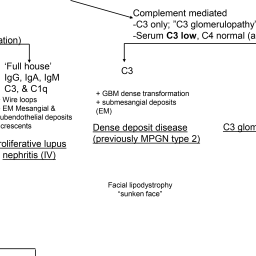 Complement mediated
-C3 only; "C3 glomerulopathy"
-Serum C3 low, C4 normal (a
ation)
'Full house'
IgG, IgA, IgM
C3, & C1q
Wire loops
EM Mesangial &
ubendothelial deposits
crescents
roliferative lupus
nephritis (IV)
C3
+ GBM dense transformation
+ submesangial deposits
(EM)
Dense deposit disease
(previously MPGN type 2)
C3 glom
Facial lipodystrophy
"sunken face"